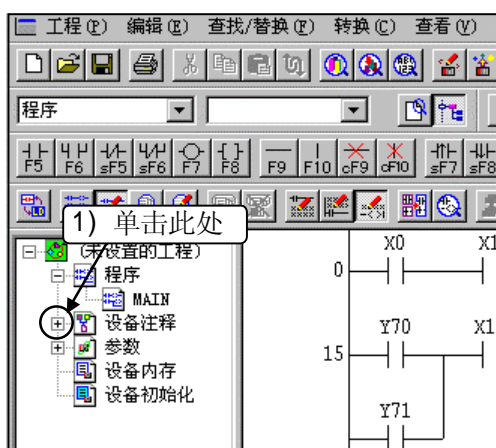 工程(P) 编辑(E) 查找/替换(F) 转换(C) 查看(V)
程序
F5 F6 sF5 sF6 F7 F8 F9 F10 cF9 cF10 sF7 sF8
1) 单击此处
(未设置的工程)
程序
MAIN
设备注释
参数
设备内存
设备初始化
X0 X1
0
Y70 X1
15
Y71